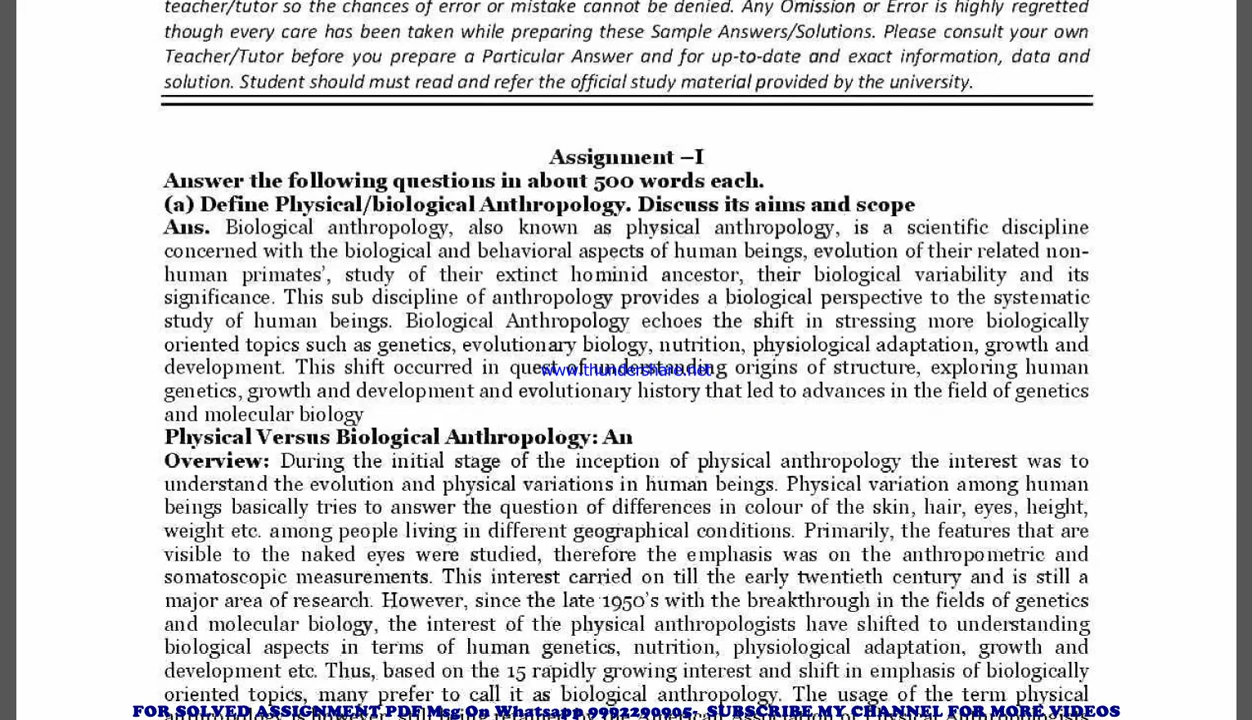 teacher/tutor so the chances of error or mistake cannot be denied. Any Omission or Error is highly regretted
though every care has been taken while preparing these Sample Answers/Solutions. Please consult your own
Teacher/Tutor before you prepare a Particular Answer and for up-to-date and exact information, data and
solution. Student should must read and refer the official study material provided by the university.
Assignment –I
Answer the following questions in about 500 words each.
(a) Define Physical/biological Anthropology. Discuss its aims and scope
Ans. Biological anthropology, also known as physical anthropology, is a scientific discipline
concerned with the biological and behavioral aspects of human beings, evolution of their related non-
human primates', study of their extinct hominid ancestor, their biological variability and its
significance. This sub discipline of anthropology provides a biological perspective to the systematic
study of human beings. Biological Anthropology echoes the shift in stressing more biologically
oriented topics such as genetics, evolutionary biology, nutrition, physiological adaptation, growth and
development. This shift occurred in quest of understanding origins of structure, exploring human
www.thundershare.net
genetics, growth and development and evolutionary history that led to advances in the field of genetics
and molecular biology
Physical Versus Biological Anthropology: An
Overview: During the initial stage of the inception of physical anthropology the interest was to
understand the evolution and physical variations in human beings. Physical variation among human
beings basically tries to answer the question of differences in colour of the skin, hair, eyes, height,
weight etc. among people living in different geographical conditions. Primarily, the features that are
visible to the naked eyes were studied, therefore the emphasis was on the anthropometric and
somatoscopic measurements. This interest carried on till the early twentieth century and is still a
major area of research. However, since the late 1950's with the breakthrough in the fields of genetics
and molecular biology, the interest of the physical anthropologists have shifted to understanding
biological aspects in terms of human genetics, nutrition, physiological adaptation, growth and
development etc. Thus, based on the 15 rapidly growing interest and shift in emphasis of biologically
oriented topics, many prefer to call it as biological anthropology. The usage of the term physical
FOR SOLVED ASSIGNMENT PDF Msg On Whatsapp 9992290995- SUBSCRIBE MY CHANNEL FOR MORE VIDEOS